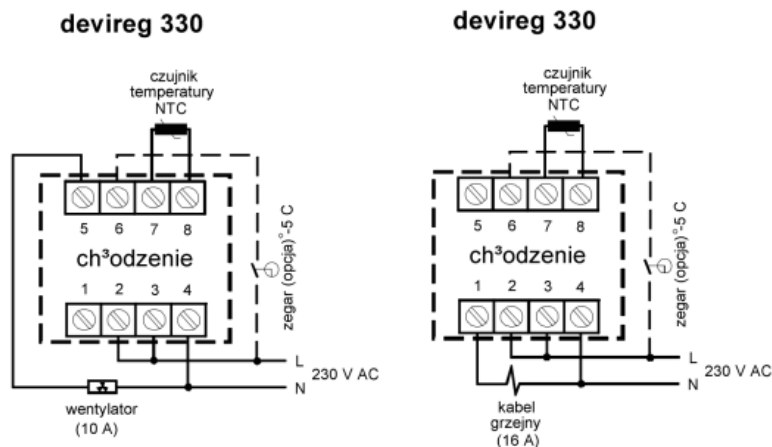 devireg 330
czujnik
temperatury
NTC
5 6 7 8
ch³odzenie
1 2 3 4
zegar (opcja)°-5 C
L
230 V AC
N
wentylator
(10 A)
devireg 330
czujnik
temperatury
NTC
5 6 7 8
ch³odzenie
1 2 3 4
zegar (opcja)°-5 C
L
230 V AC
N
kabel
grzejny
(16 A)